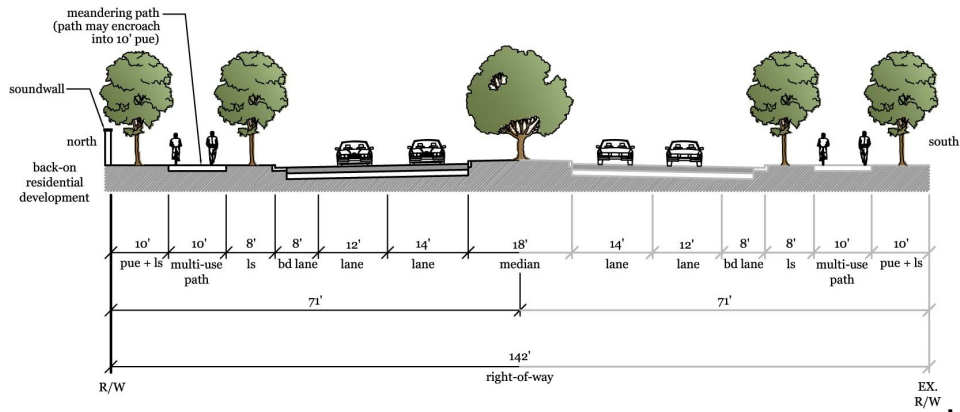 meandering path
(path may encroach
into 10' pue)
soundwall
north
south
back-on
residential
development
10' 10' 8' 8' 12' 14' 18' 14' 12' 8' 8' 10' 10'
pue + ls multi-use path ls bd lane lane lane median lane lane bd lane ls multi-use path pue + ls
71' 71'
142'
right-of-way
R/W
EX.
R/W